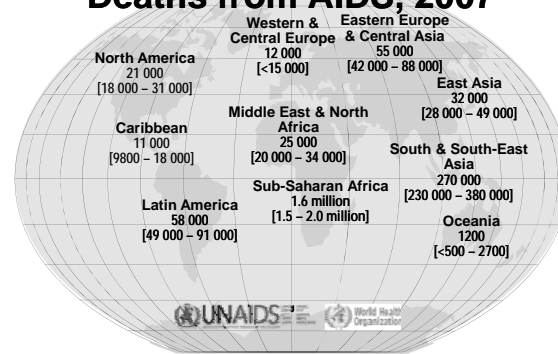 Deaths from AIDS, 2007
Western &
Central Europe
12 000
[<15 000]
Eastern Europe
& Central Asia
55 000
[42 000 – 88 000]
North America
21 000
[18 000 – 31 000]
East Asia
32 000
[28 000 – 49 000]
Middle East & North
Africa
25 000
[20 000 – 34 000]
Caribbean
11 000
[9800 – 18 000]
South & South-East
Asia
270 000
[230 000 – 380 000]
Sub-Saharan Africa
1.6 million
[1.5 – 2.0 million]
Latin America
58 000
[49 000 – 91 000]
Oceania
1200
[<500 – 2700]
UNAIDS
World Health
Organization